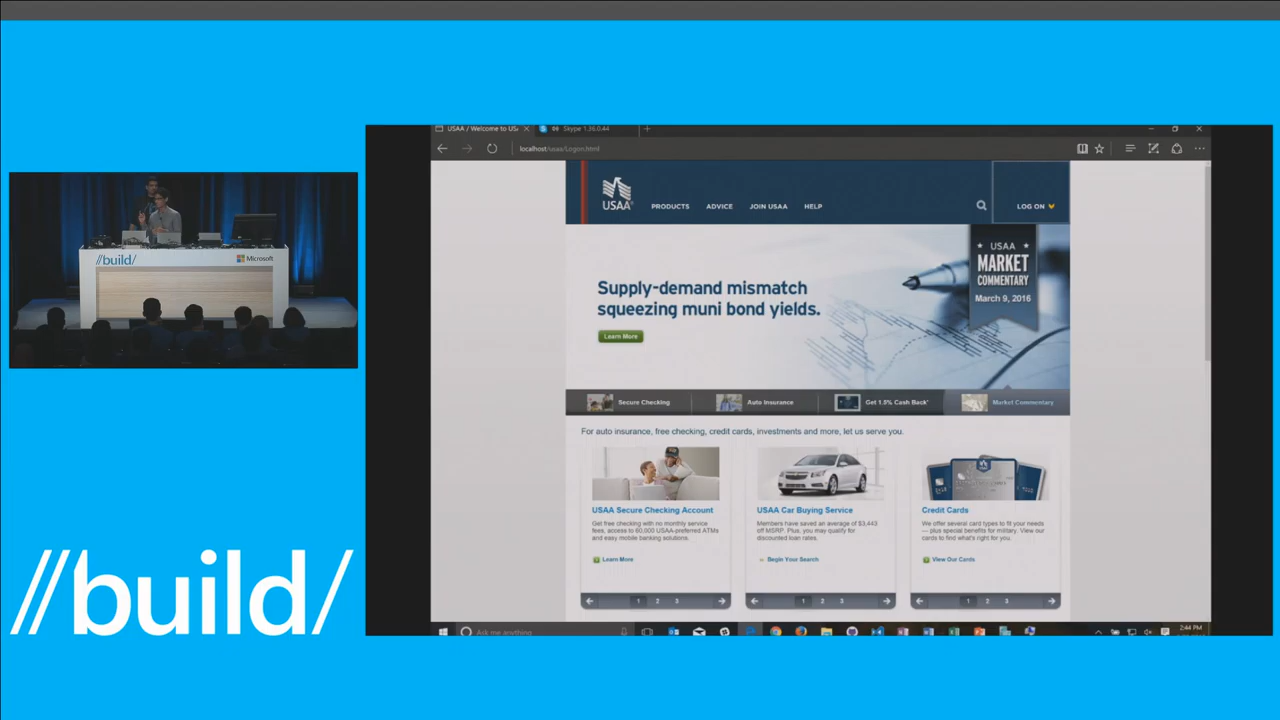 USAA / Welcome to US
Skype 1.36.0.44
localhost/usaa/Logon.html
USAA
PRODUCTS
ADVICE
JOIN USAA
HELP
LOG ON
Supply-demand mismatch
squeezing muni bond yields.
Learn More
USAA
MARKET
COMMENTARY
March 9, 2016
Secure Checking
Auto Insurance
Get 1.5% Cash Back*
Market Commentary
For auto insurance, free checking, credit cards, investments and more, let us serve you.
USAA Secure Checking Account
Get free checking with no monthly service
fees, access to 60,000 USAA-preferred ATMs
and easy mobile banking solutions.
Learn More
1 2 3
USAA Car Buying Service
Members have saved an average of $3,443
off MSRP. Plus, you may qualify for
discounted loan rates.
Begin Your Search
1 2 3
Credit Cards
We offer several card types to fit your needs
— plus special benefits for military. View our
cards to find what's right for you.
View Our Cards
1 2 3
Ask me anything
2:44 PM
//build/
Microsoft
//build/